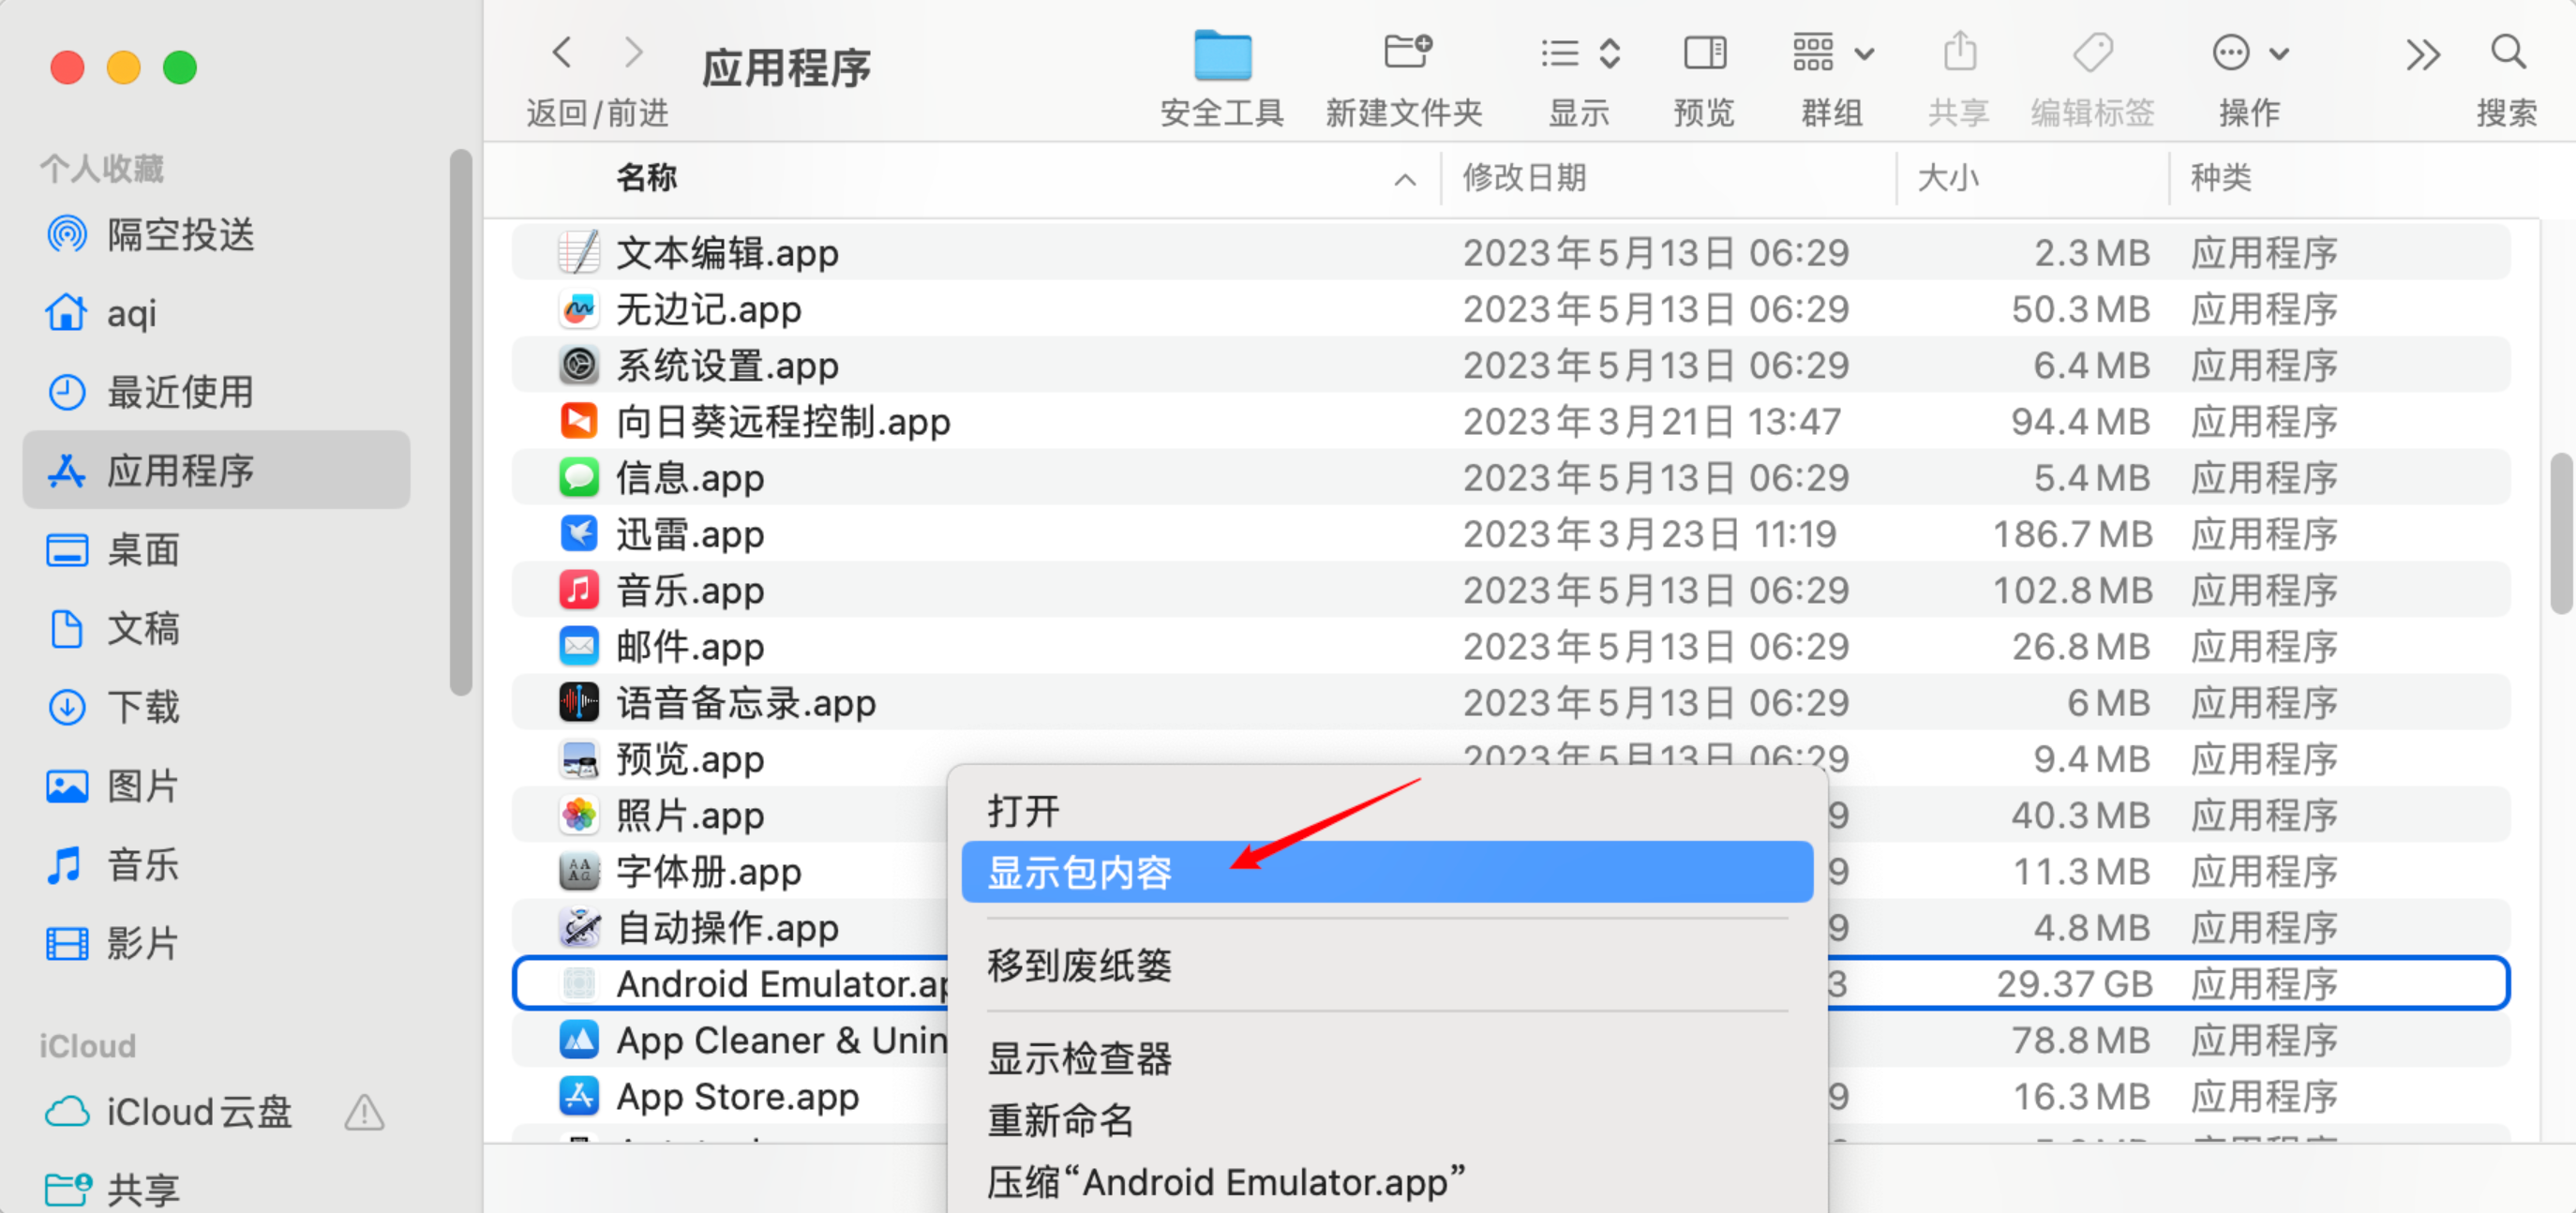 应用程序
返回/前进
安全工具
新建文件夹
显示
预览
群组
共享
编辑标签
操作
搜索
个人收藏
隔空投送
aqi
最近使用
应用程序
桌面
文稿
下载
图片
音乐
影片
iCloud
iCloud云盘
共享
名称 修改日期 大小 种类
文本编辑.app 2023年5月13日 06:29 2.3 MB 应用程序
无边记.app 2023年5月13日 06:29 50.3 MB 应用程序
系统设置.app 2023年5月13日 06:29 6.4 MB 应用程序
向日葵远程控制.app 2023年3月21日 13:47 94.4 MB 应用程序
信息.app 2023年5月13日 06:29 5.4 MB 应用程序
迅雷.app 2023年3月23日 11:19 186.7 MB 应用程序
音乐.app 2023年5月13日 06:29 102.8 MB 应用程序
邮件.app 2023年5月13日 06:29 26.8 MB 应用程序
语音备忘录.app 2023年5月13日 06:29 6 MB 应用程序
预览.app 2023年5月13日 06:29 9.4 MB 应用程序
照片.app 9 40.3 MB 应用程序
字体册.app 9 11.3 MB 应用程序
自动操作.app 9 4.8 MB 应用程序
Android Emulator.ap 3 29.37 GB 应用程序
App Cleaner & Unin 78.8 MB 应用程序
App Store.app 9 16.3 MB 应用程序
打开
显示包内容
移到废纸篓
显示检查器
重新命名
压缩“Android Emulator.app”